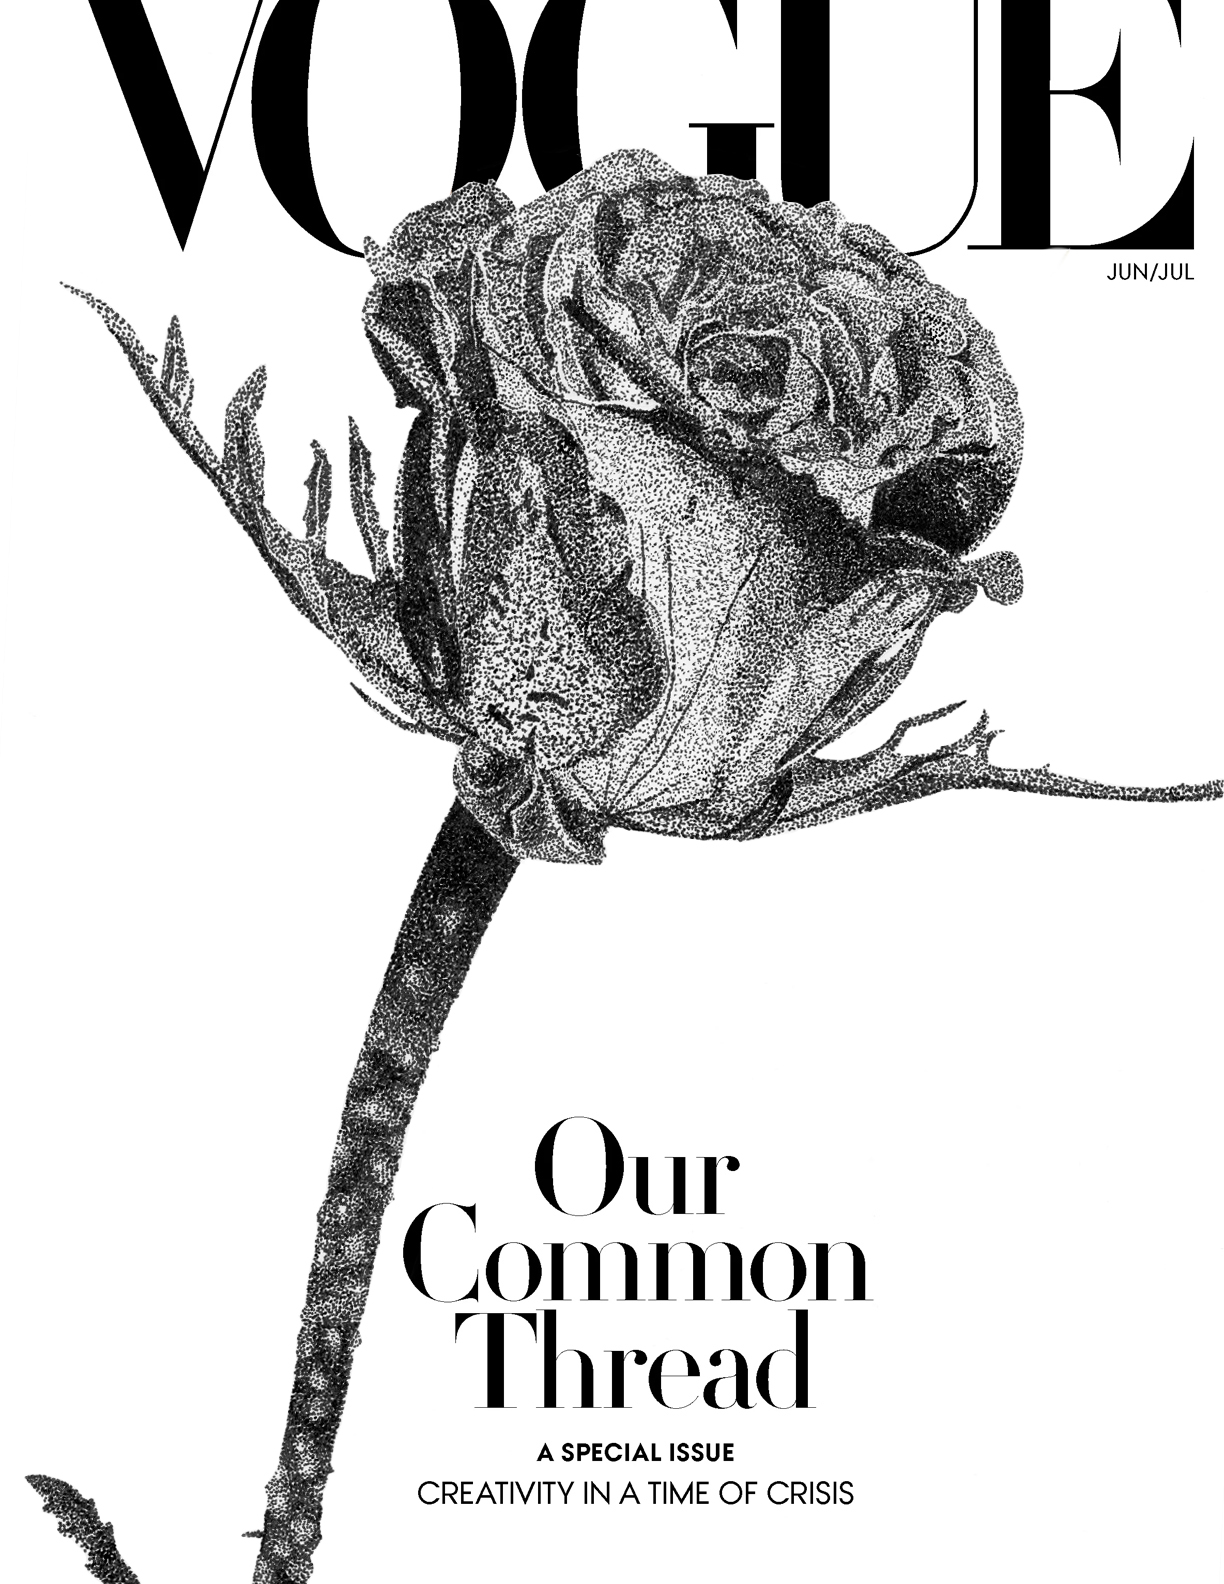 VOGUE
JUN/JUL
Our
Common
Thread
A SPECIAL ISSUE
CREATIVITY IN A TIME OF CRISIS